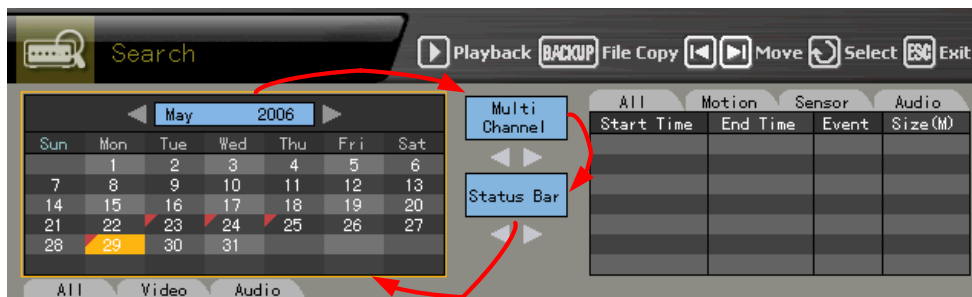 Search Playback BACKUP File Copy Move Select ESC Exit
May 2006
Sun Mon Tue Wed Thu Fri Sat
1 2 3 4 5 6
7 8 9 10 11 12 13
14 15 16 17 18 19 20
21 22 23 24 25 26 27
28 29 30 31
All Video Audio
Multi
Channel
Status Bar
All Motion Sensor Audio
Start Time End Time Event Size(M)